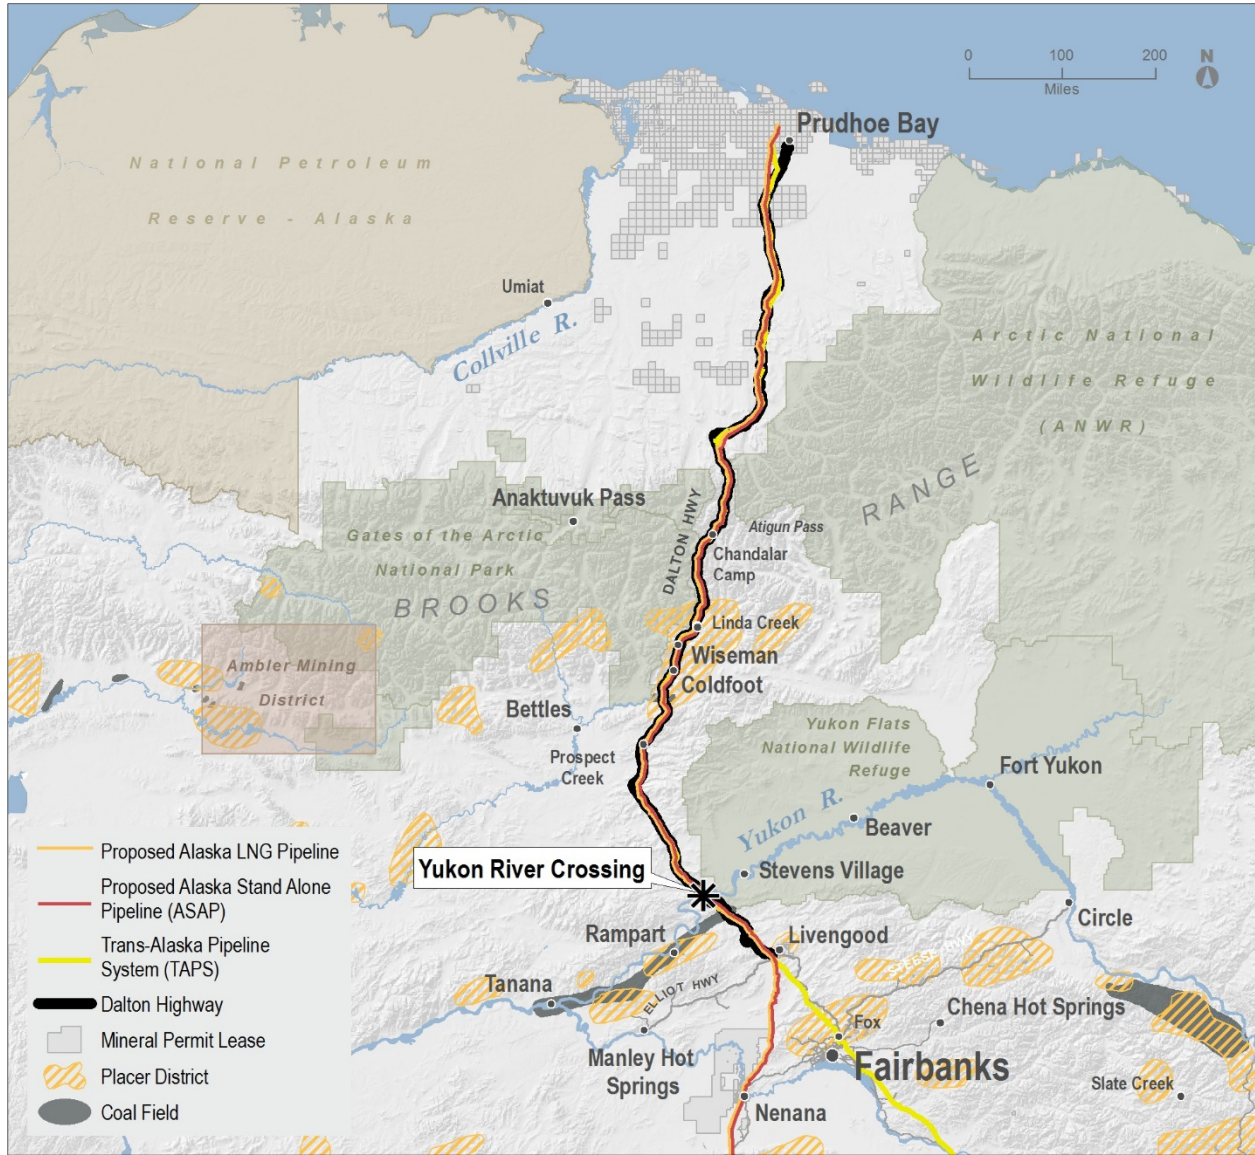 0 100 200
Miles
N
Prudhoe Bay
National Petroleum
Reserve - Alaska
Umiat
Collville R.
Arctic National
Wildlife Refuge
(ANWR)
RANGE
Anaktuvuk Pass
Gates of the Arctic
National Park
BROOKS
DALTON HWY
Atigun Pass
Chandalar
Camp
Linda Creek
Wiseman
Coldfoot
Ambler Mining
District
Bettles
Prospect
Creek
Yukon Flats
National Wildlife
Refuge
Fort Yukon
Yukon R.
Beaver
Stevens Village
Yukon River Crossing
Circle
Rampart
Livengood
Tanana
ELLIOT HWY
Chena Hot Springs
Fox
Manley Hot
Springs
Fairbanks
Slate Creek
Nenana
Proposed Alaska LNG Pipeline
Proposed Alaska Stand Alone
Pipeline (ASAP)
Trans-Alaska Pipeline
System (TAPS)
Dalton Highway
Mineral Permit Lease
Placer District
Coal Field